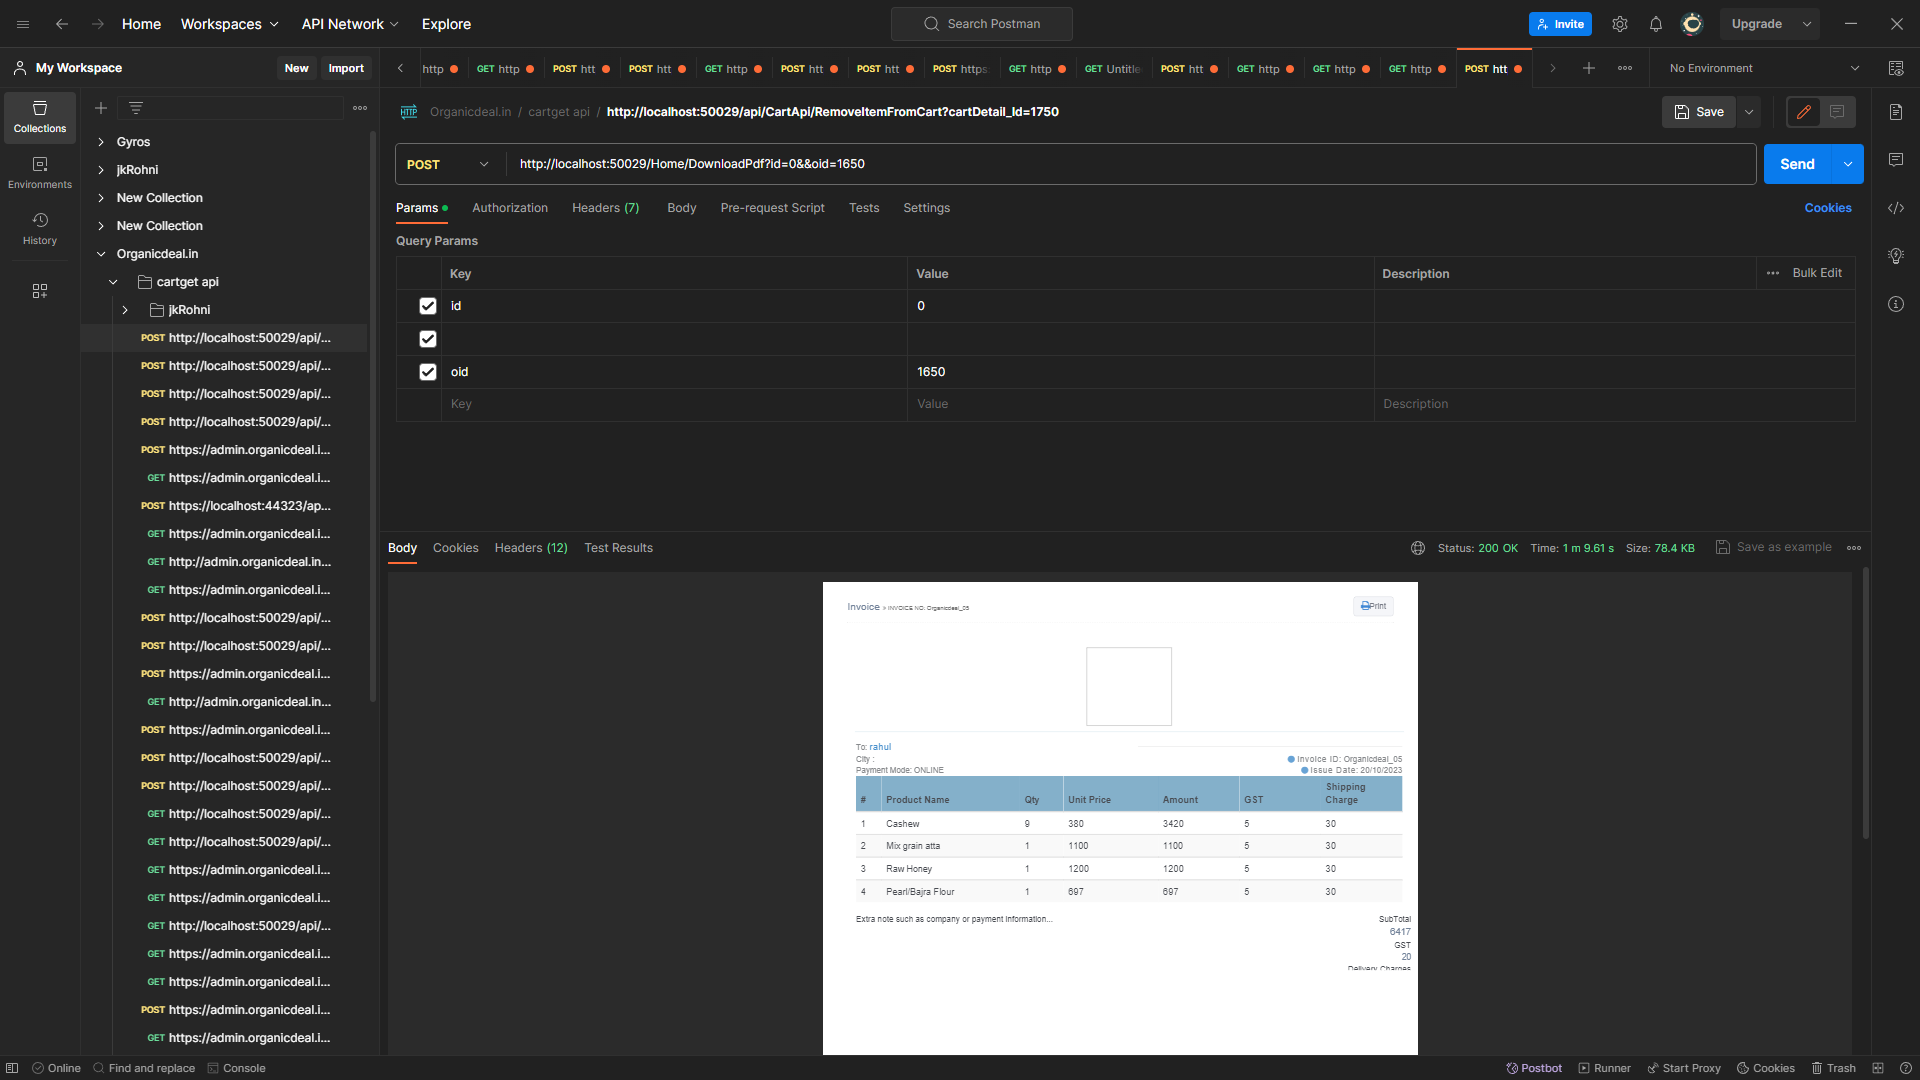 Home
Workspaces
API Network
Explore
Search Postman
Invite
Upgrade
My Workspace
New
Import
http
GET http
POST htt
POST htt
GET http
POST htt
POST htt
POST https
GET http
GET Untitle
POST htt
GET http
GET http
GET http
POST htt
No Environment
Collections
Environments
History
Gyros
jkRohni
New Collection
New Collection
Organicdeal.in
cartget api
jkRohni
POST http://localhost:50029/api/...
POST http://localhost:50029/api/...
POST http://localhost:50029/api/...
POST http://localhost:50029/api/...
POST https://admin.organicdeal.i...
GET https://admin.organicdeal.i...
POST https://localhost:44323/ap...
GET https://admin.organicdeal.i...
GET http://admin.organicdeal.in...
GET https://admin.organicdeal.i...
POST http://localhost:50029/api/...
POST http://localhost:50029/api/...
POST https://admin.organicdeal.i...
GET http://admin.organicdeal.in...
POST https://admin.organicdeal.i...
POST http://localhost:50029/api/...
POST https://localhost:50029/api/...
GET http://localhost:50029/api/...
GET http://localhost:50029/api/...
GET https://admin.organicdeal.i...
GET https://admin.organicdeal.i...
GET http://localhost:50029/api/...
GET https://admin.organicdeal.i...
GET https://admin.organicdeal.i...
POST https://admin.organicdeal.i...
GET https://admin.organicdeal.i...
HTTP Organicdeal.in / cartget api / http://localhost:50029/api/CartApi/RemoveItemFromCart?cartDetail_Id=1750
Save
POST
http://localhost:50029/Home/DownloadPdf?id=0&&oid=1650
Send
Params
Authorization
Headers (7)
Body
Pre-request Script
Tests
Settings
Cookies
Query Params
Key Value Description Bulk Edit
id 0
oid 1650
Key Value Description
Body
Cookies
Headers (12)
Test Results
Status: 200 OK Time: 1 m 9.61 s Size: 78.4 KB
Save as example
Invoice » INVOICE NO: Organicdeal_05
Print
To: rahul
City :
Payment Mode: ONLINE
Invoice ID: Organicdeal_05
Issue Date: 20/10/2023
# Product Name Qty Unit Price Amount GST Shipping Charge
1 Cashew 9 380 3420 5 30
2 Mix grain atta 1 1100 1100 5 30
3 Raw Honey 1 1200 1200 5 30
4 Pearl/Bajra Flour 1 697 697 5 30
Extra note such as company or payment information...
SubTotal
6417
GST
20
Delivery Charges
Online
Find and replace
Console
Postbot
Runner
Start Proxy
Cookies
Trash